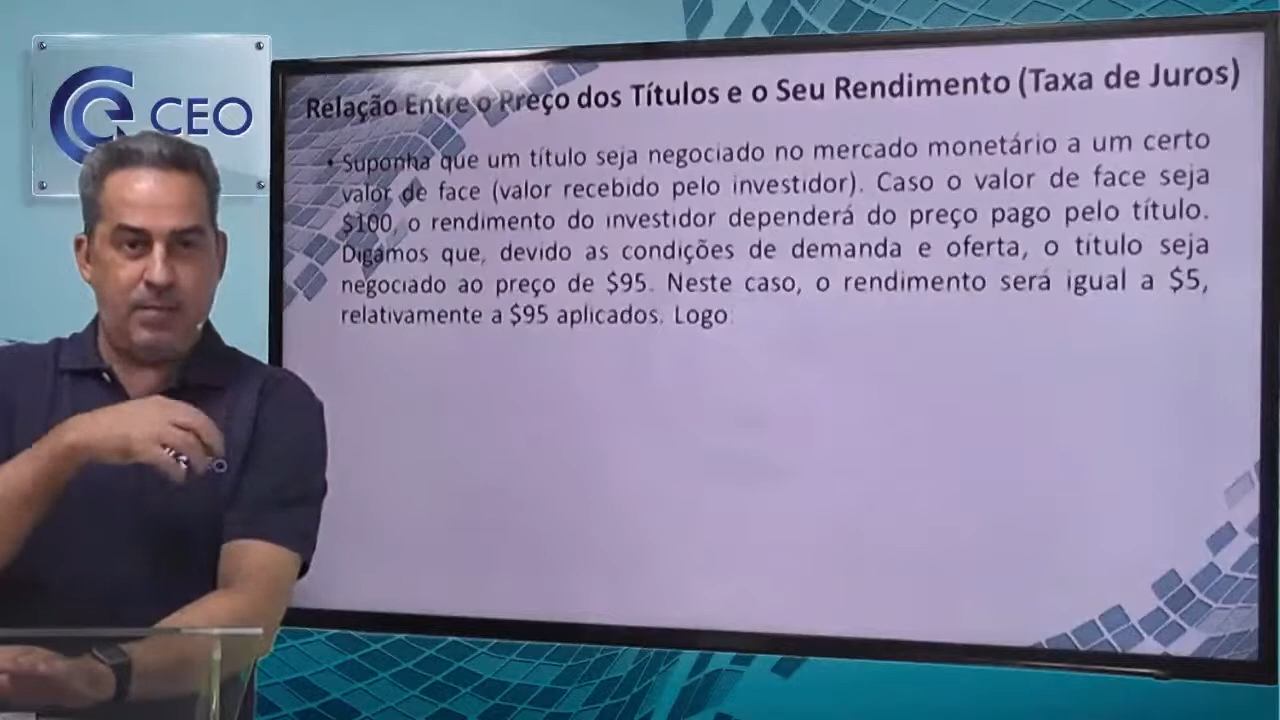 CEO
Relação Entre o Preço dos Títulos e o Seu Rendimento (Taxa de Juros)
• Suponha que um título seja negociado no mercado monetário a um certo
valor de face (valor recebido pelo investidor). Caso o valor de face seja
$100, o rendimento do investidor dependerá do preço pago pelo título.
Digamos que, devido as condições de demanda e oferta, o título seja
negociado ao preço de $95. Neste caso, o rendimento será igual a $5,
relativamente a $95 aplicados. Logo: